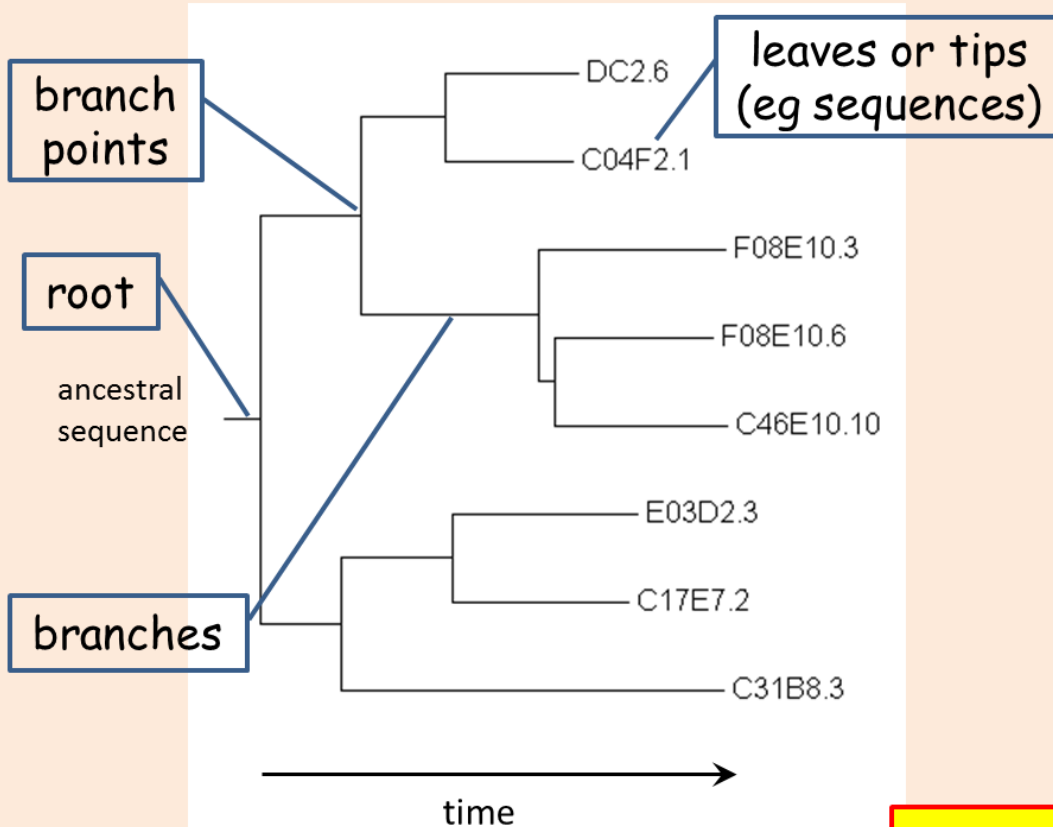 branch
points
root
ancestral
sequence
branches
leaves or tips
(eg sequences)
DC2.6
C04F2.1
F08E10.3
F08E10.6
C46E10.10
E03D2.3
C17E7.2
C31B8.3
time